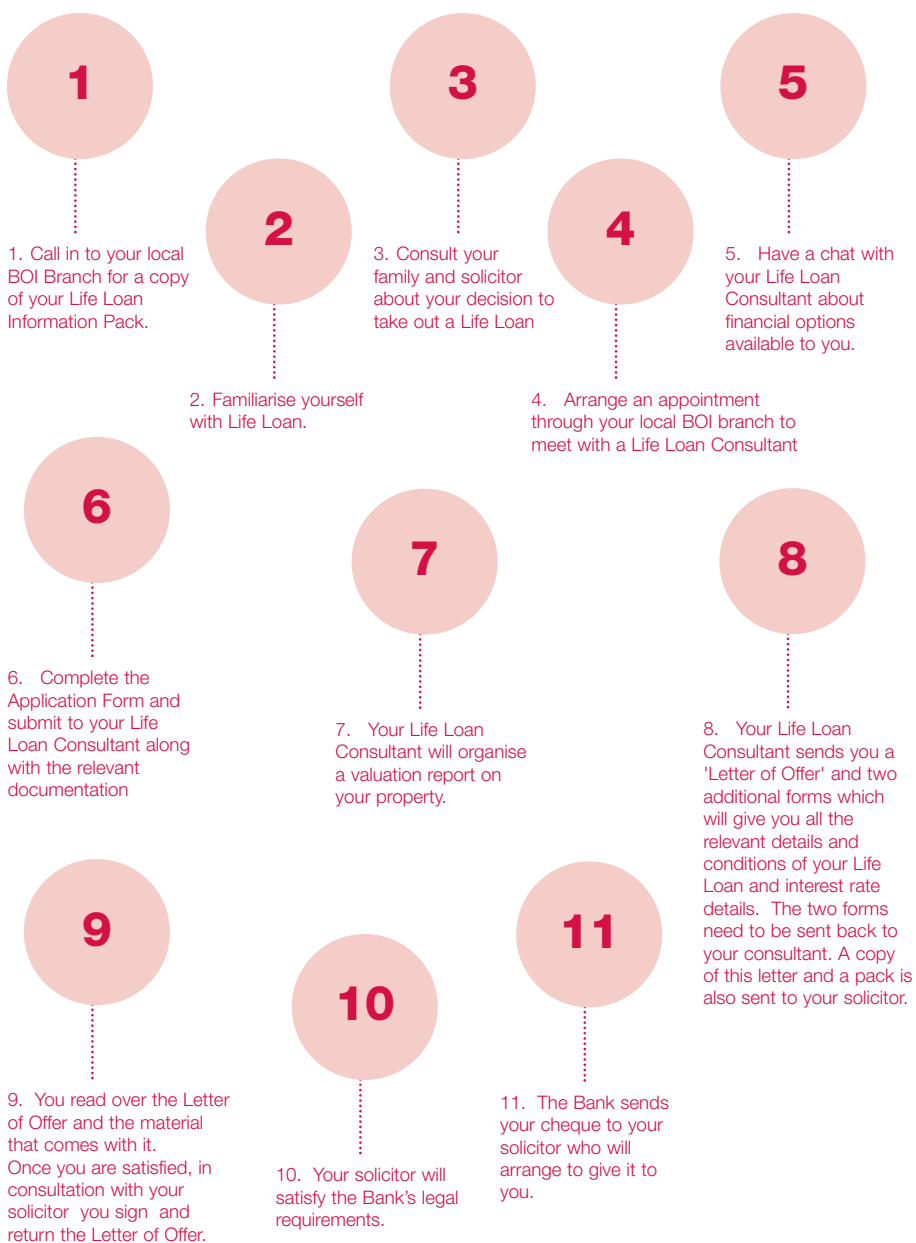 1
1. Call in to your local
BOI Branch for a copy
of your Life Loan
Information Pack.
2
2. Familiarise yourself
with Life Loan.
3
3. Consult your
family and solicitor
about your decision to
take out a Life Loan
4
4. Arrange an appointment
through your local BOI branch to
meet with a Life Loan Consultant
5
5. Have a chat with
your Life Loan
Consultant about
financial options
available to you.
6
6. Complete the
Application Form and
submit to your Life
Loan Consultant along
with the relevant
documentation
7
7. Your Life Loan
Consultant will organise
a valuation report on
your property.
8
8. Your Life Loan
Consultant sends you a
'Letter of Offer' and two
additional forms which
will give you all the
relevant details and
conditions of your Life
Loan and interest rate
details. The two forms
need to be sent back to
your consultant. A copy
of this letter and a pack is
also sent to your solicitor.
9
9. You read over the Letter
of Offer and the material
that comes with it.
Once you are satisfied, in
consultation with your
solicitor you sign and
return the Letter of Offer.
10
10. Your solicitor will
satisfy the Bank's legal
requirements.
11
11. The Bank sends
your cheque to your
solicitor who will
arrange to give it to
you.